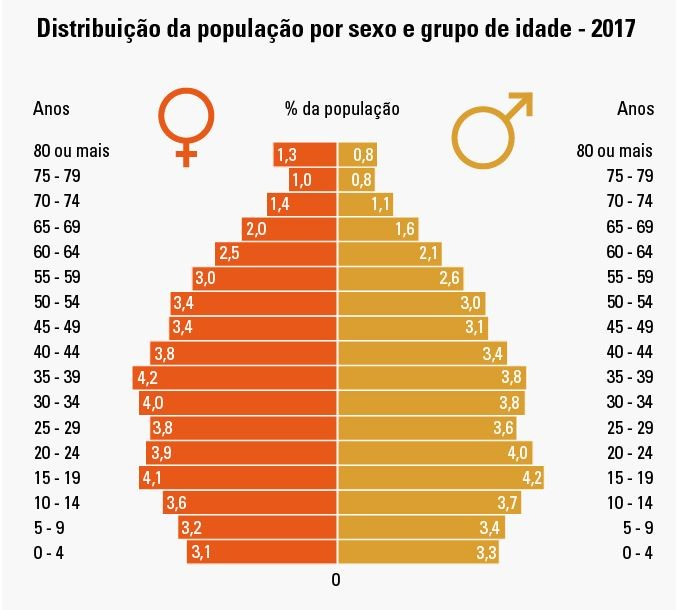 Distribuição da população por sexo e grupo de idade - 2017
Anos % da população Anos
80 ou mais 1,3 0,8 80 ou mais
75 - 79 1,0 0,8 75 - 79
70 - 74 1,4 1,1 70 - 74
65 - 69 2,0 1,6 65 - 69
60 - 64 2,5 2,1 60 - 64
55 - 59 3,0 2,6 55 - 59
50 - 54 3,4 3,0 50 - 54
45 - 49 3,4 3,1 45 - 49
40 - 44 3,8 3,4 40 - 44
35 - 39 4,2 3,8 35 - 39
30 - 34 4,0 3,8 30 - 34
25 - 29 3,8 3,6 25 - 29
20 - 24 3,9 4,0 20 - 24
15 - 19 4,1 4,2 15 - 19
10 - 14 3,6 3,7 10 - 14
5 - 9 3,2 3,4 5 - 9
0 - 4 3,1 3,3 0 - 4
0